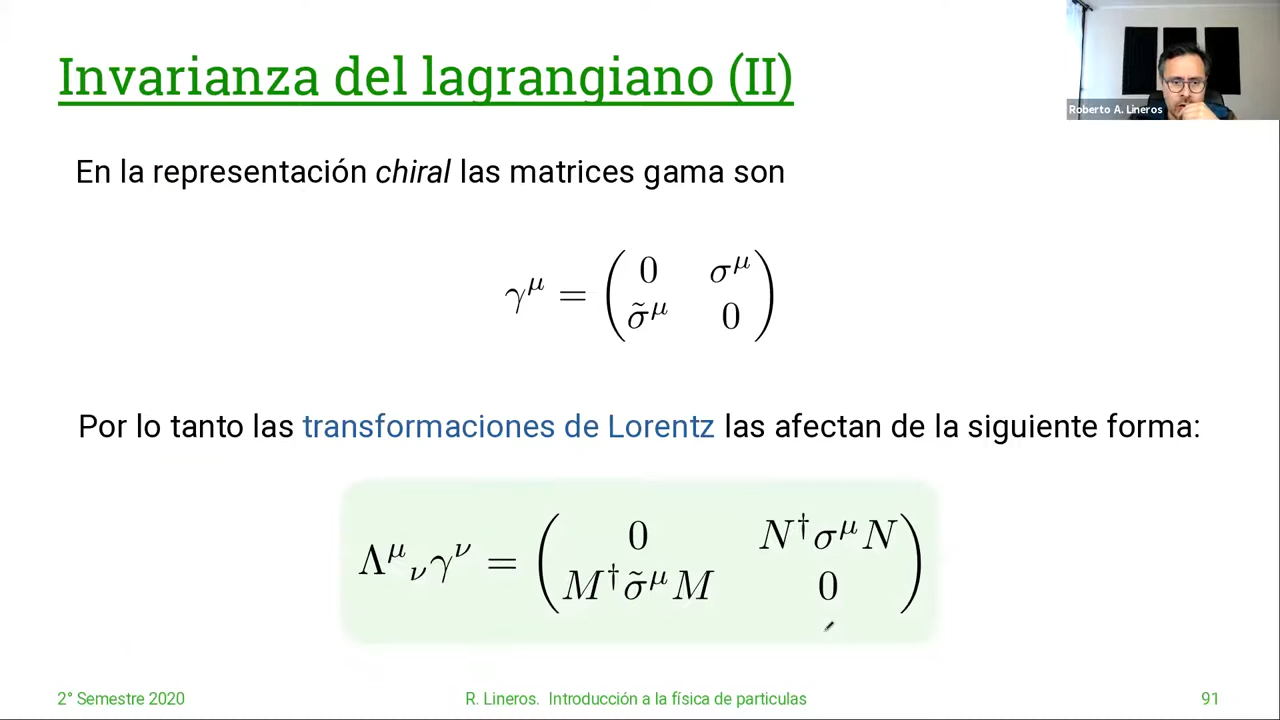 Invarianza del lagrangiano (II)
Roberto A. Lineros
En la representación chiral las matrices gama son
γ^μ = ( 0 σ^μ
σ̃^μ 0 )
Por lo tanto las transformaciones de Lorentz las afectan de la siguiente forma:
Λ^μ_ν γ^ν = ( 0 N^†σ^μN
M^†σ̃^μM 0 )
2° Semestre 2020
R. Lineros. Introducción a la física de particulas
91